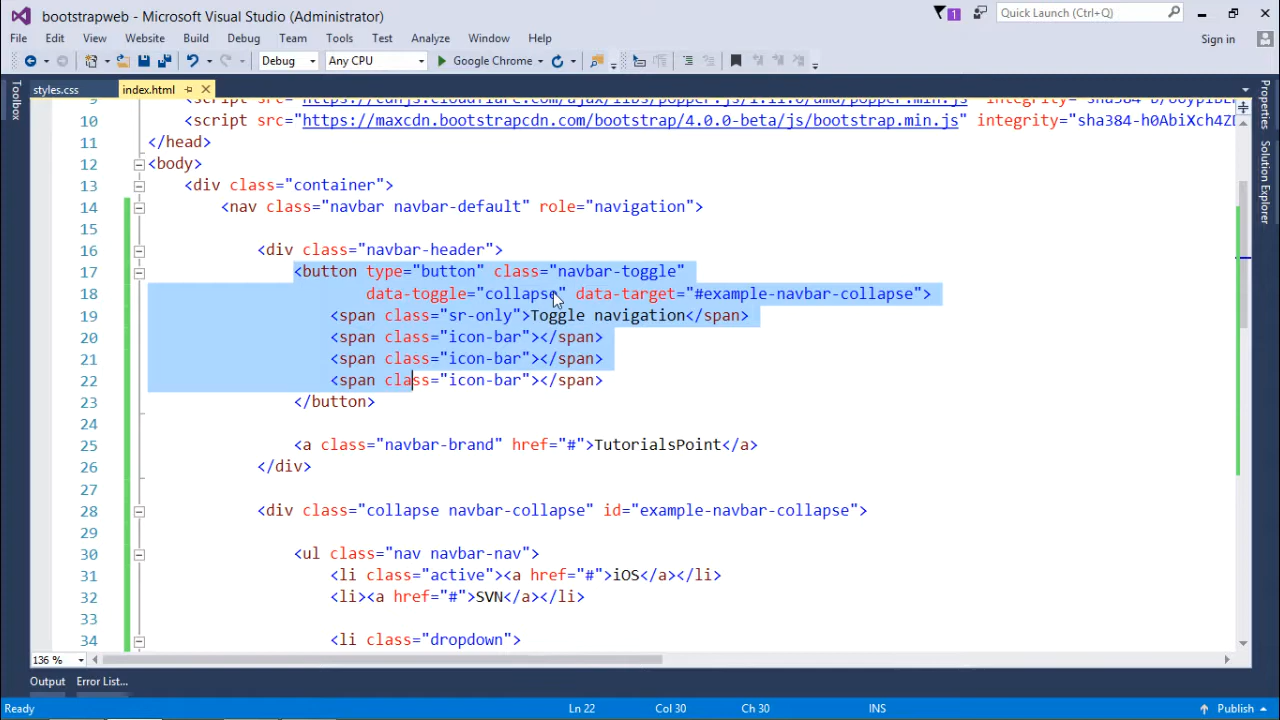 bootstrapweb - Microsoft Visual Studio (Administrator)
1
Quick Launch (Ctrl+Q)
File Edit View Website Build Debug Team Tools Test Analyze Window Help
Sign in
Debug Any CPU Google Chrome
Toolbox
styles.css index.html
Properties
Solution Explorer
9
10 <script src="https://maxcdn.bootstrapcdn.com/bootstrap/4.0.0-beta/js/bootstrap.min.js" integrity="sha384-h0AbiXch4Z
11 </head>
12 <body>
13 <div class="container">
14 <nav class="navbar navbar-default" role="navigation">
15
16 <div class="navbar-header">
17 <button type="button" class="navbar-toggle"
18 data-toggle="collapse" data-target="#example-navbar-collapse">
19 <span class="sr-only">Toggle navigation</span>
20 <span class="icon-bar"></span>
21 <span class="icon-bar"></span>
22 <span class="icon-bar"></span>
23 </button>
24
25 <a class="navbar-brand" href="#">TutorialsPoint</a>
26 </div>
27
28 <div class="collapse navbar-collapse" id="example-navbar-collapse">
29
30 <ul class="nav navbar-nav">
31 <li class="active"><a href="#">iOS</a></li>
32 <li><a href="#">SVN</a></li>
33
34 <li class="dropdown">
136 %
Output Error List...
Ready Ln 22 Col 30 Ch 30 INS Publish